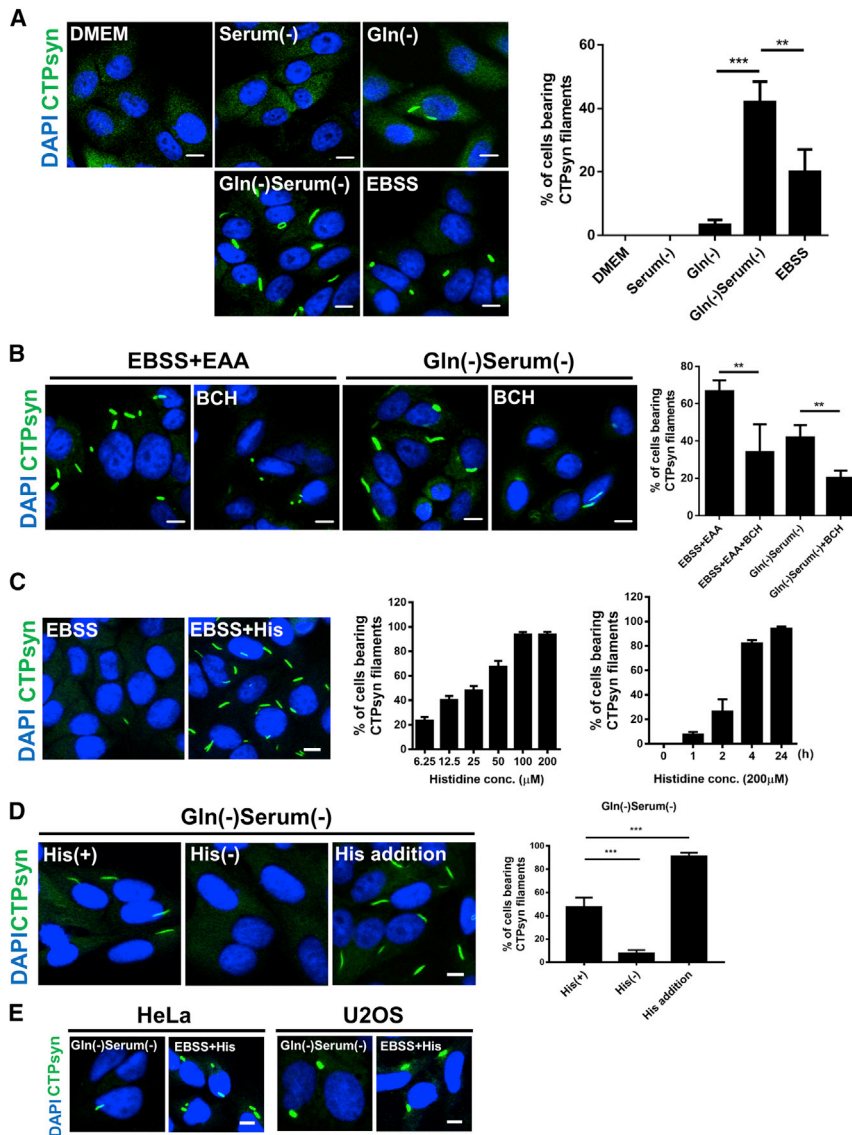 A
DAPI CTPsyn
DMEM
Serum(-)
Gln(-)
Gln(-)Serum(-)
EBSS
% of cells bearing
CTPsyn filaments
60
40
20
0
***
**
DMEM
Serum(-)
Gln(-)
Gln(-)Serum(-)
EBSS
B
DAPI CTPsyn
EBSS+EAA
Gln(-)Serum(-)
BCH
BCH
% of cells bearing
CTPsyn filaments
80
60
40
20
0
**
**
EBSS+EAA
EBSS+EAA+BCH
Gln(-)Serum(-)
Gln(-)Serum(-)+BCH
C
DAPI CTPsyn
EBSS
EBSS+His
% of cells bearing
CTPsyn filaments
120
100
80
60
40
20
0
6.25 12.5 25 50 100 200
Histidine conc. (μM)
% of cells bearing
CTPsyn filaments
120
100
80
60
40
20
0
0 1 2 4 24 (h)
Histidine conc. (200μM)
D
DAPICTPsyn
Gln(-)Serum(-)
His(+)
His(-)
His addition
Gln(-)Serum(-)
% of cells bearing
CTPsyn filaments
100
80
60
40
20
0
***
***
His(+)
His(-)
His addition
E
DAPICTPsyn
HeLa
U2OS
Gln(-)Serum(-)
EBSS+His
Gln(-)Serum(-)
EBSS+His